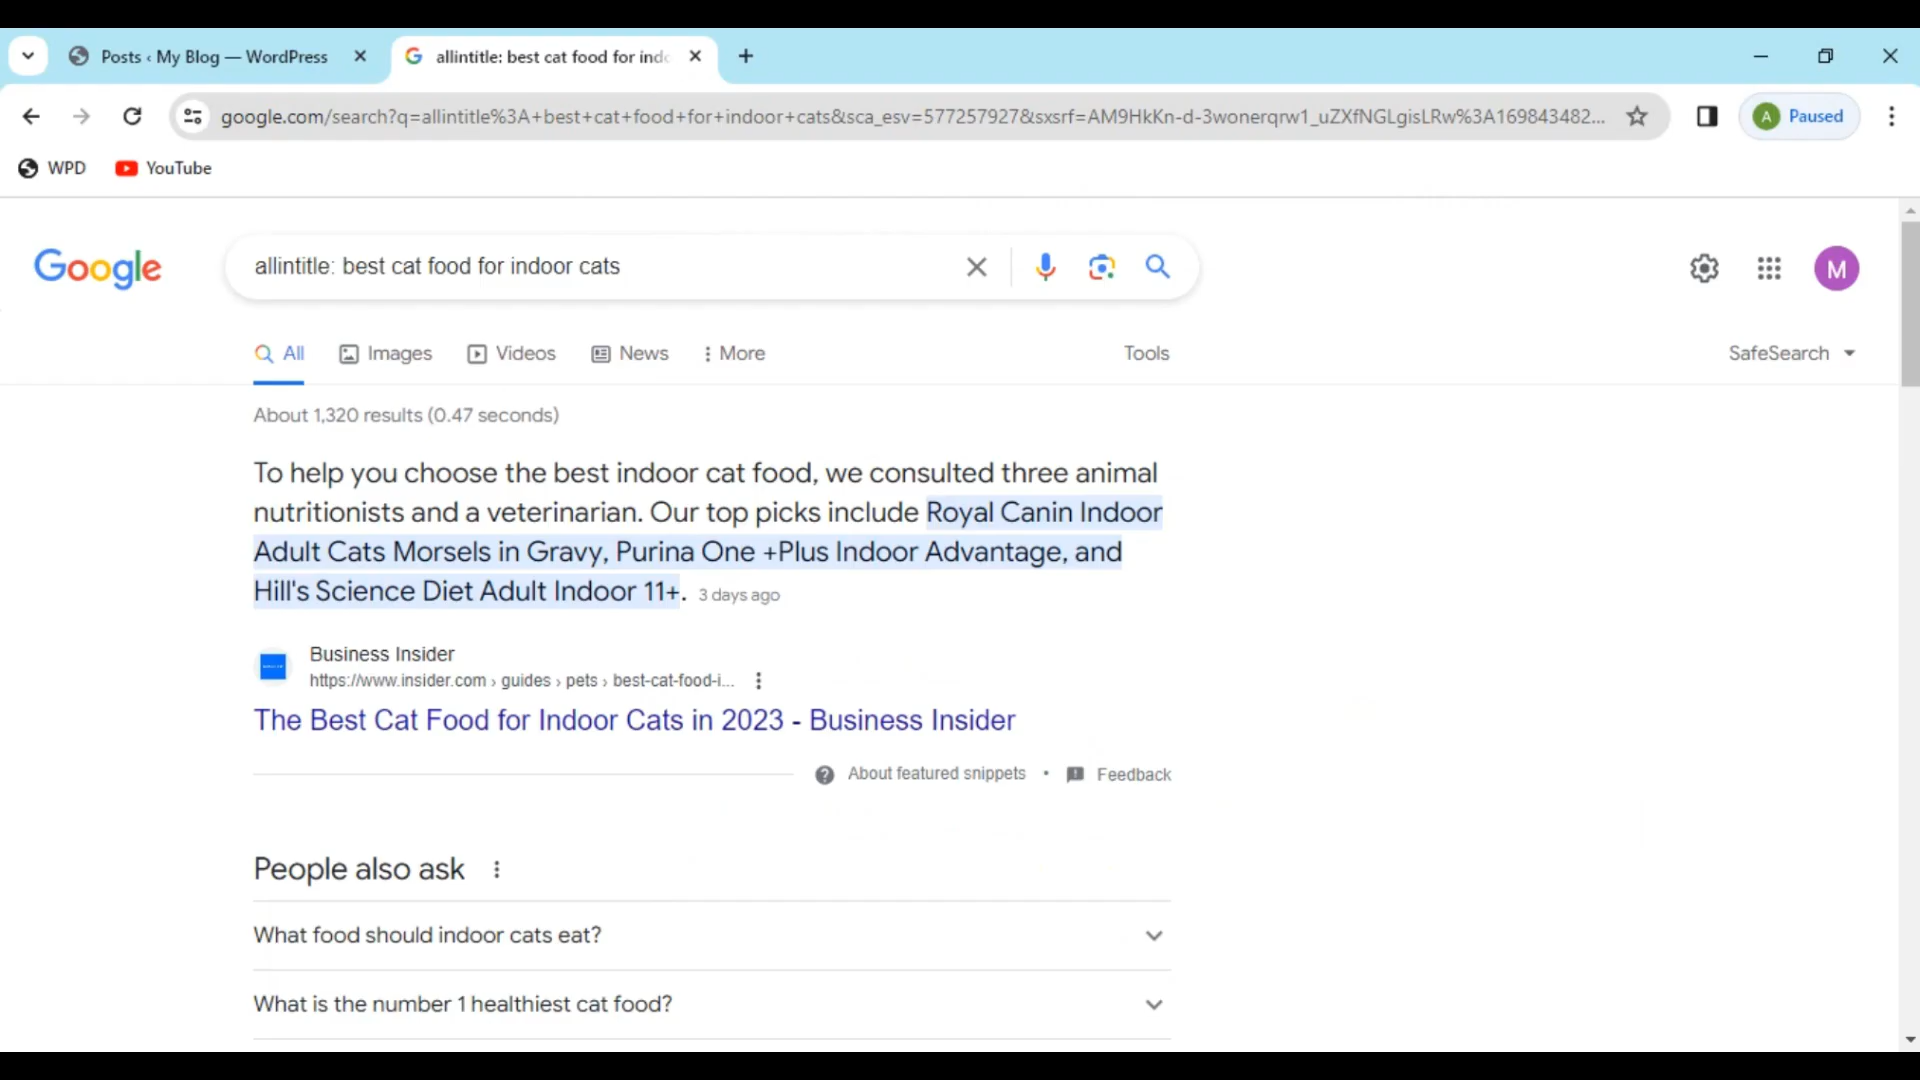 Posts ‹ My Blog — WordPress
allintitle: best cat food for indo
google.com/search?q=allintitle%3A+best+cat+food+for+indoor+cats&sca_esv=577257927&sxsrf=AM9HkKn-d-3wonerqrw1_uZXfNGLgisLRw%3A169843482...
A Paused
WPD YouTube
Google
allintitle: best cat food for indoor cats
M
All Images Videos News More Tools SafeSearch
About 1,320 results (0.47 seconds)
To help you choose the best indoor cat food, we consulted three animal
nutritionists and a veterinarian. Our top picks include Royal Canin Indoor
Adult Cats Morsels in Gravy, Purina One +Plus Indoor Advantage, and
Hill's Science Diet Adult Indoor 11+. 3 days ago
Business Insider
https://www.insider.com › guides › pets › best-cat-food-i...
The Best Cat Food for Indoor Cats in 2023 - Business Insider
About featured snippets • Feedback
People also ask
What food should indoor cats eat?
What is the number 1 healthiest cat food?